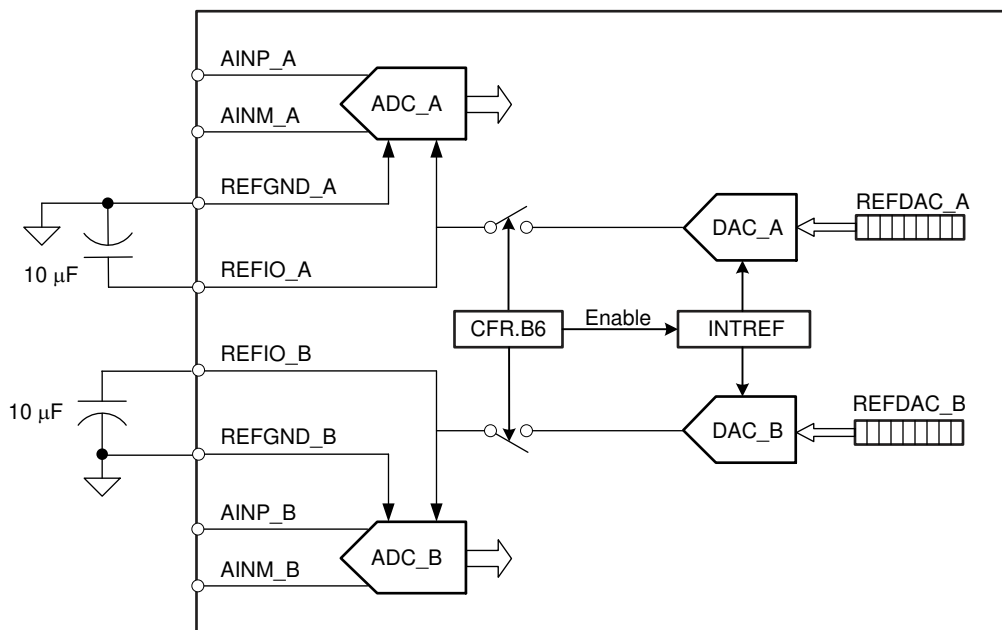 AINP_A
ADC_A
AINM_A
REFGND_A
REFDAC_A
DAC_A
10 μF
REFIO_A
CFR.B6
Enable
INTREF
REFIO_B
10 μF
REFDAC_B
DAC_B
REFGND_B
AINP_B
ADC_B
AINM_B